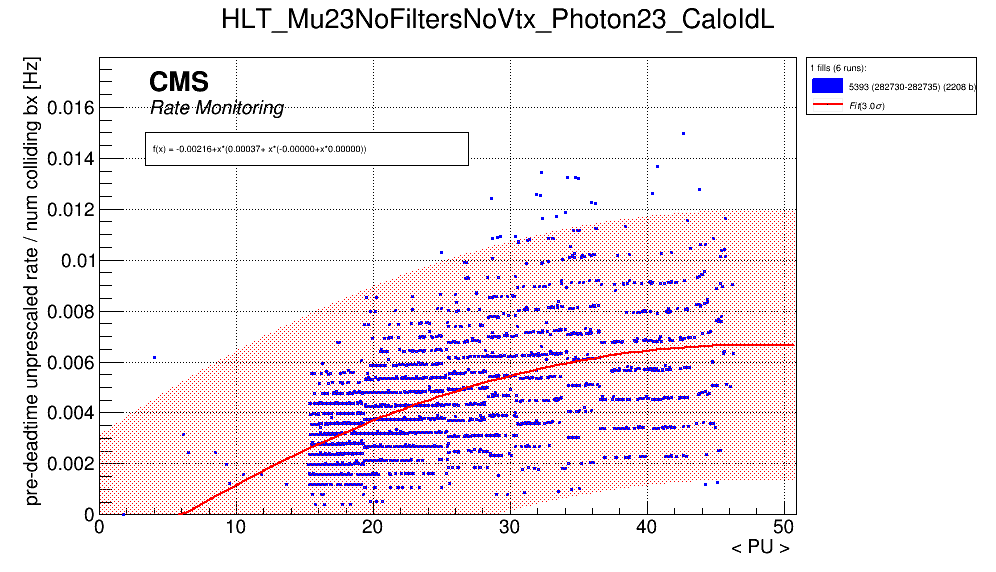 HLT_Mu23NoFiltersNoVtx_Photon23_CaloIdL
pre-deadtime unprescaled rate / num colliding bx [Hz]
CMS
Rate Monitoring
f(x) = -0.00216+x*(0.00037+ x*(-0.00000+x*0.00000))
1 fills (6 runs):
5393 (282730-282735) (2208 b)
Fit(3.0σ)
0.016
0.014
0.012
0.01
0.008
0.006
0.004
0.002
0
0 10 20 30 40 50
< PU >